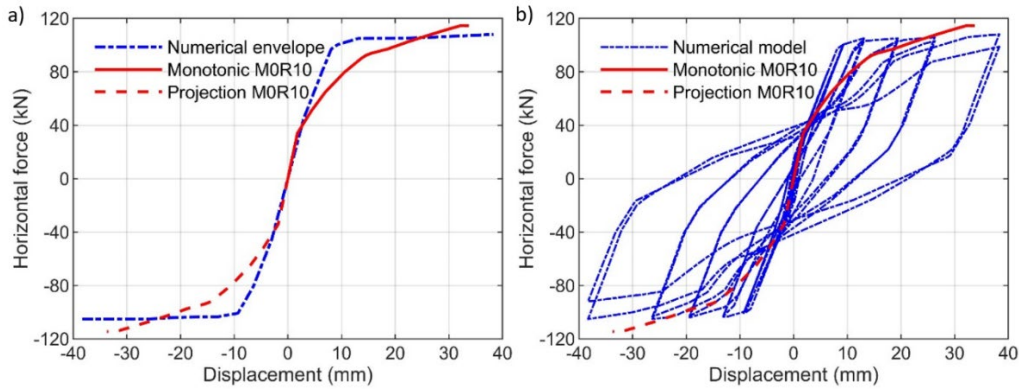 a)
120
80
40
0
-40
-80
-120
Horizontal force (kN)
Numerical envelope
Monotonic M0R10
Projection M0R10
-40 -30 -20 -10 0 10 20 30 40
Displacement (mm)
b)
120
80
40
0
-40
-80
-120
Horizontal force (kN)
Numerical model
Monotonic M0R10
Projection M0R10
-40 -30 -20 -10 0 10 20 30 40
Displacement (mm)